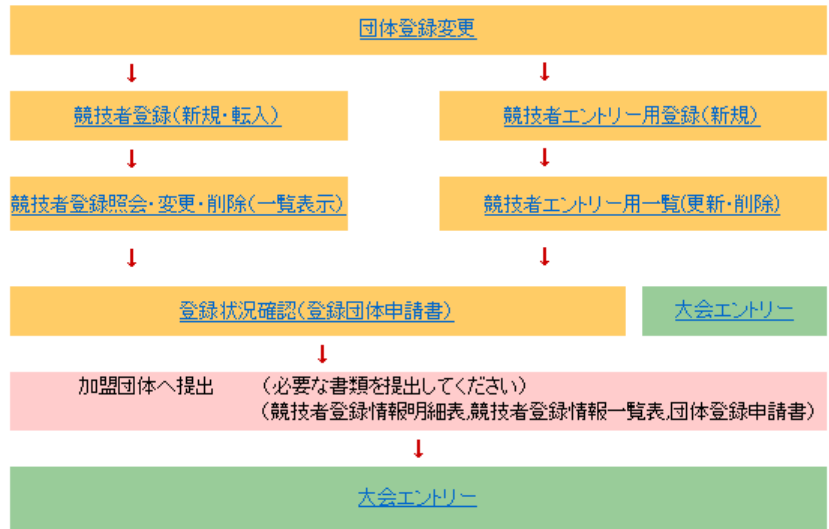 団体登録変更
↓ ↓
競技者登録(新規・転入) 競技者エントリー用登録(新規)
↓ ↓
競技者登録照会・変更・削除(一覧表示) 競技者エントリー用一覧(更新・削除)
↓ ↓
登録状況確認(登録団体申請書) 大会エントリー
↓
加盟団体へ提出 (必要な書類を提出してください)
(競技者登録情報明細表,競技者登録情報一覧表,団体登録申請書)
↓
大会エントリー